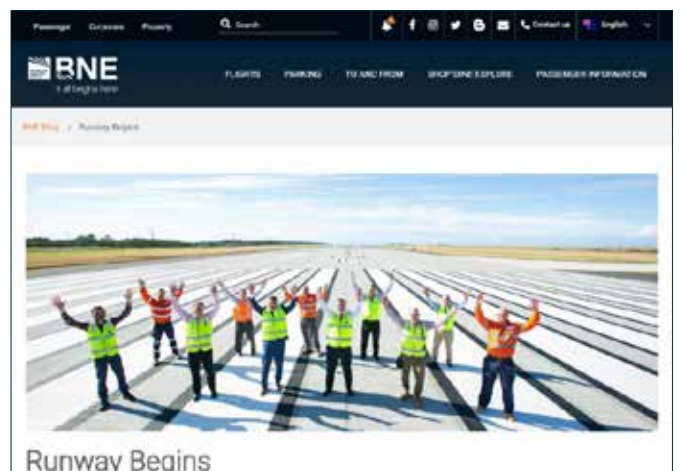 Passenger Corporate Property Search Contact us English
BNE
it all begins here
FLIGHTS PARKING TO AND FROM SHOP DINE EXPLORE PASSENGER INFORMATION
BNE Blog / Runway Begins
Runway Begins